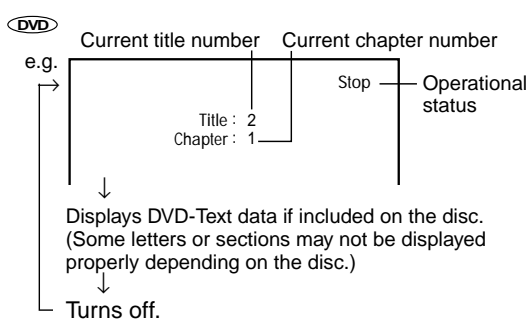 DVD
Current title number Current chapter number
e.g.
Stop Operational
status
Title : 2
Chapter : 1
Displays DVD-Text data if included on the disc.
(Some letters or sections may not be displayed
properly depending on the disc.)
Turns off.